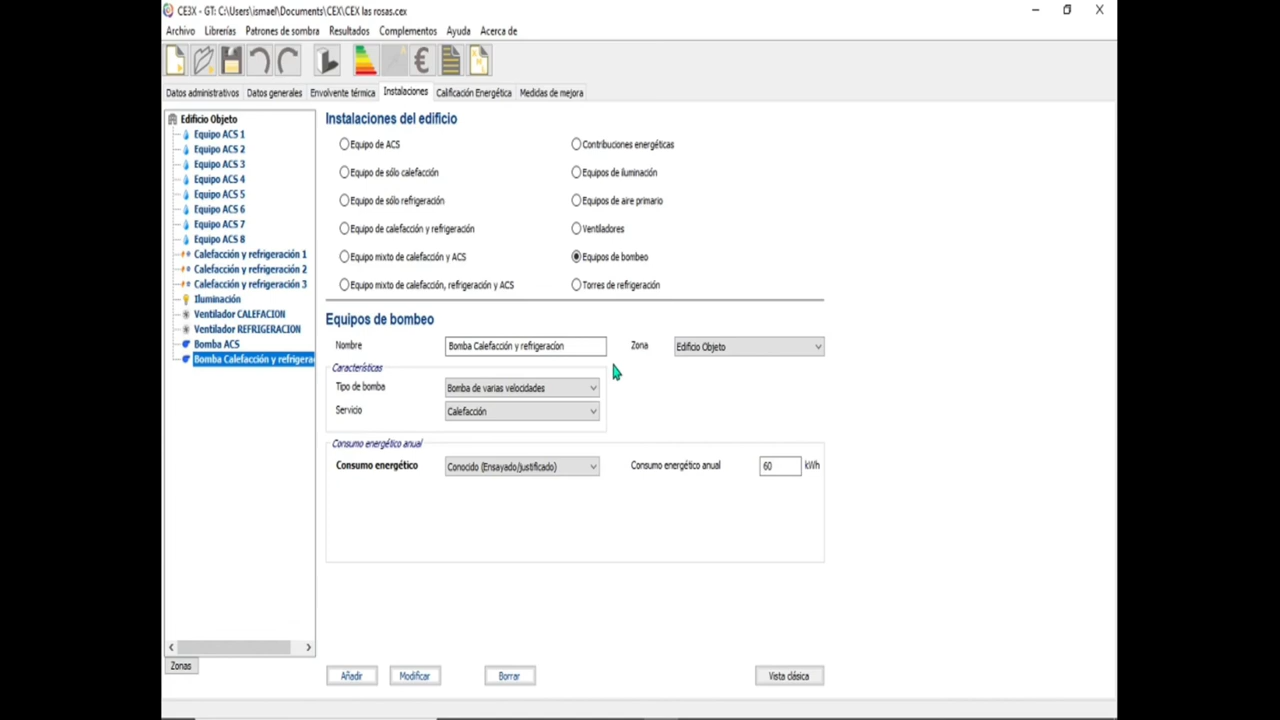 CE3X - GT: C:\Users\ismael\Documents\CEX\CEX las rosas.cex
Archivo Librerías Patrones de sombra Resultados Complementos Ayuda Acerca de
Datos administrativos Datos generales Envolvente térmica Instalaciones Calificación Energética Medidas de mejora
Edificio Objeto
Equipo ACS 1
Equipo ACS 2
Equipo ACS 3
Equipo ACS 4
Equipo ACS 5
Equipo ACS 6
Equipo ACS 7
Equipo ACS 8
Calefacción y refrigeración 1
Calefacción y refrigeración 2
Calefacción y refrigeración 3
Iluminación
Ventilador CALEFACION
Ventilador REFRIGERACION
Bomba ACS
Bomba Calefacción y refrigera
Zonas
Instalaciones del edificio
Equipo de ACS Contribuciones energéticas
Equipo de sólo calefacción Equipos de iluminación
Equipo de sólo refrigeración Equipos de aire primario
Equipo de calefacción y refrigeración Ventiladores
Equipo mixto de calefacción y ACS Equipos de bombeo
Equipo mixto de calefacción, refrigeración y ACS Torres de refrigeración
Equipos de bombeo
Nombre Bomba Calefacción y refrigeracion Zona Edificio Objeto
Características
Tipo de bomba Bomba de varias velocidades
Servicio Calefacción
Consumo energético anual
Consumo energético Conocido (Ensayado/justificado) Consumo energético anual 60 kWh
Añadir Modificar Borrar Vista clásica